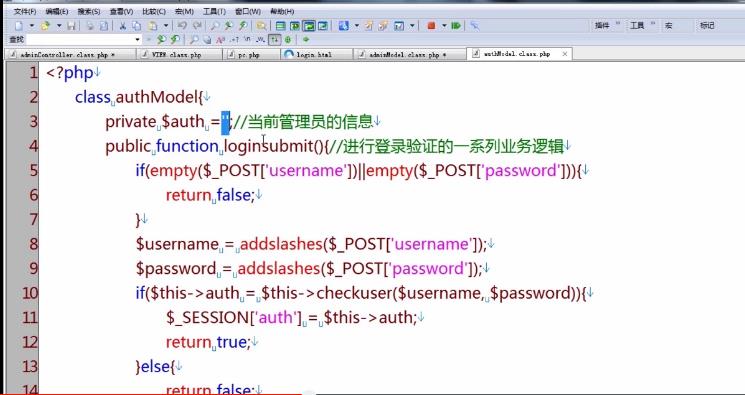 文件(F) 编辑(E) 搜索(S) 查看(V) 比较(C) 宏(M) 工具(T) 窗口(W) 帮助(H)
插件 » 工具 » 宏 标记
查找
adminController.class.php * VIEW.class.php pc.php login.html adminModel.class.php * authModel.class.php ×
1 <?php
2 class authModel{
3 private $auth ='';//当前管理员的信息
4 public function loginsubmit(){//进行登录验证的一系列业务逻辑
5 if(empty($_POST['username'])||empty($_POST['password'])){
6 return false;
7 }
8 $username = addslashes($_POST['username']);
9 $password = addslashes($_POST['password']);
10 if($this->auth = $this->checkuser($username, $password)){
11 $_SESSION['auth'] = $this->auth;
12 return true;
13 }else{
14 return false;